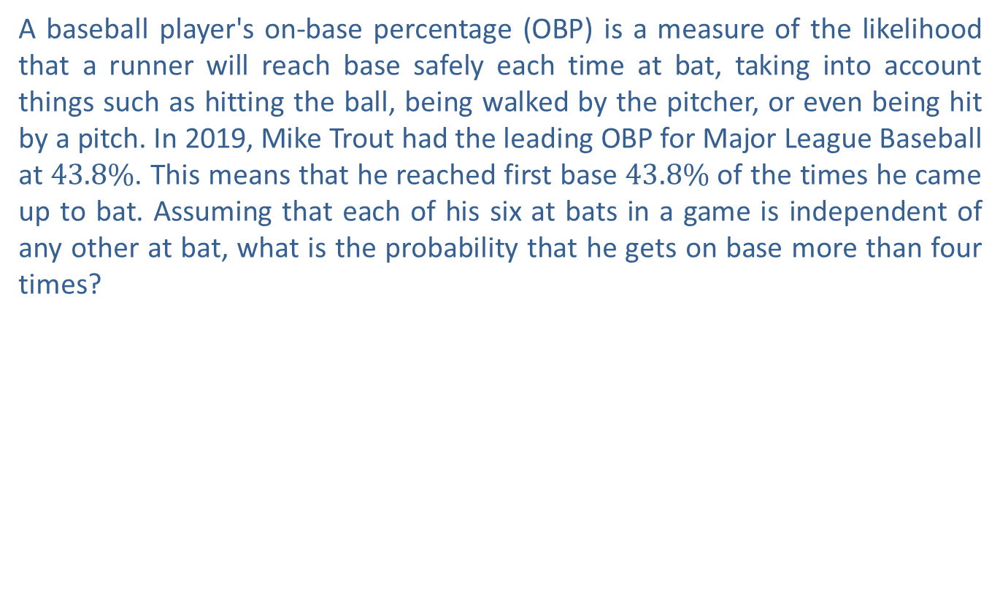 A baseball player's on-base percentage (OBP) is a measure of the likelihood
that a runner will reach base safely each time at bat, taking into account
things such as hitting the ball, being walked by the pitcher, or even being hit
by a pitch. In 2019, Mike Trout had the leading OBP for Major League Baseball
at 43.8%. This means that he reached first base 43.8% of the times he came
up to bat. Assuming that each of his six at bats in a game is independent of
any other at bat, what is the probability that he gets on base more than four
times?